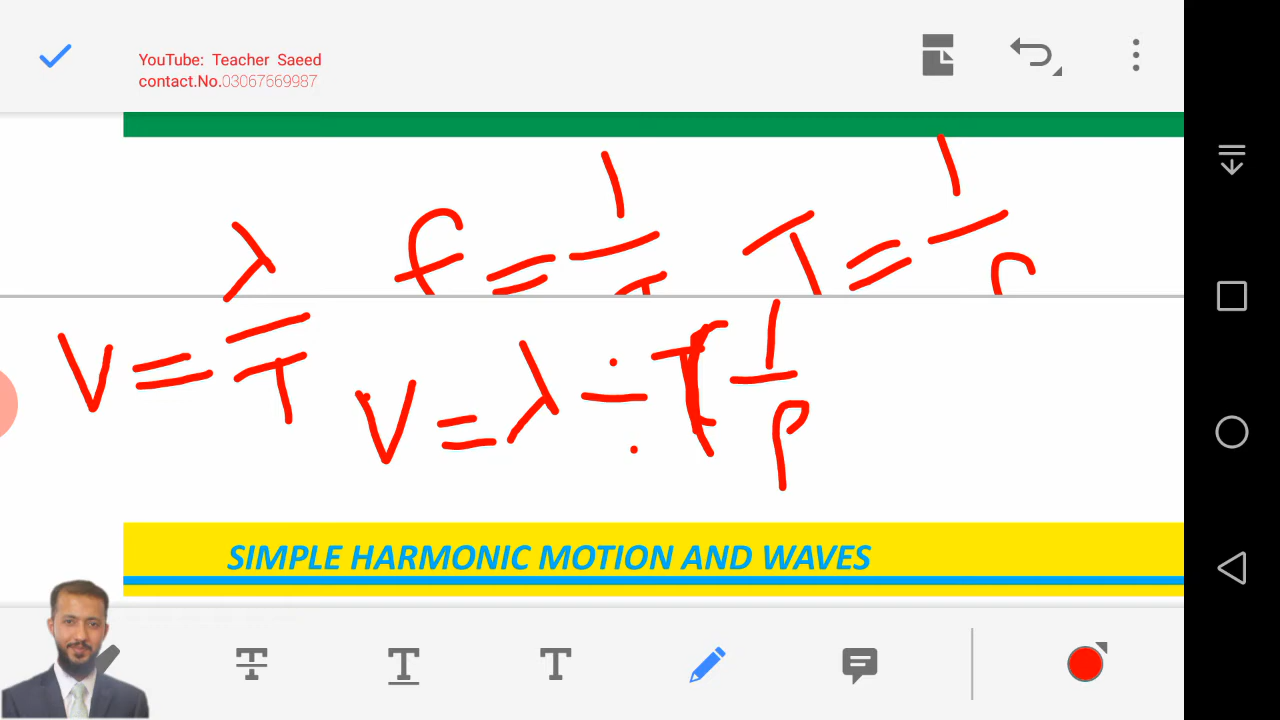 YouTube: Teacher Saeed
contact.No.03067669987
f = 1/T T = 1/f
V = λ/T V = λ ÷ 1/f
SIMPLE HARMONIC MOTION AND WAVES
T T T